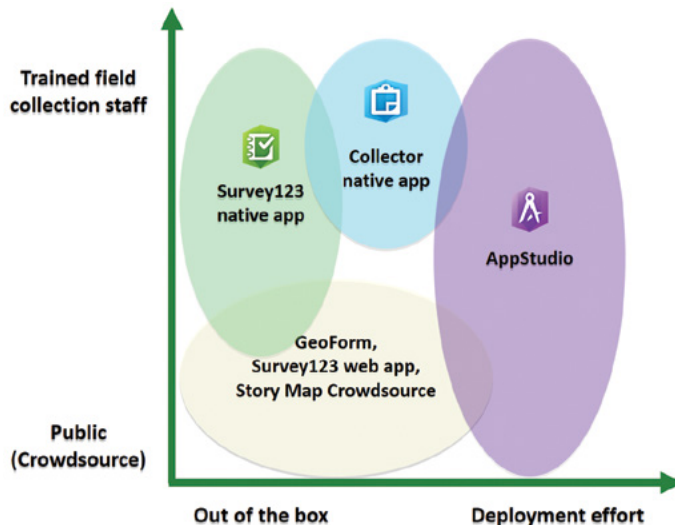 Trained field
collection staff
Survey123
native app
Collector
native app
AppStudio
GeoForm,
Survey123 web app,
Story Map Crowdsource
Public
(Crowdsource)
Out of the box
Deployment effort